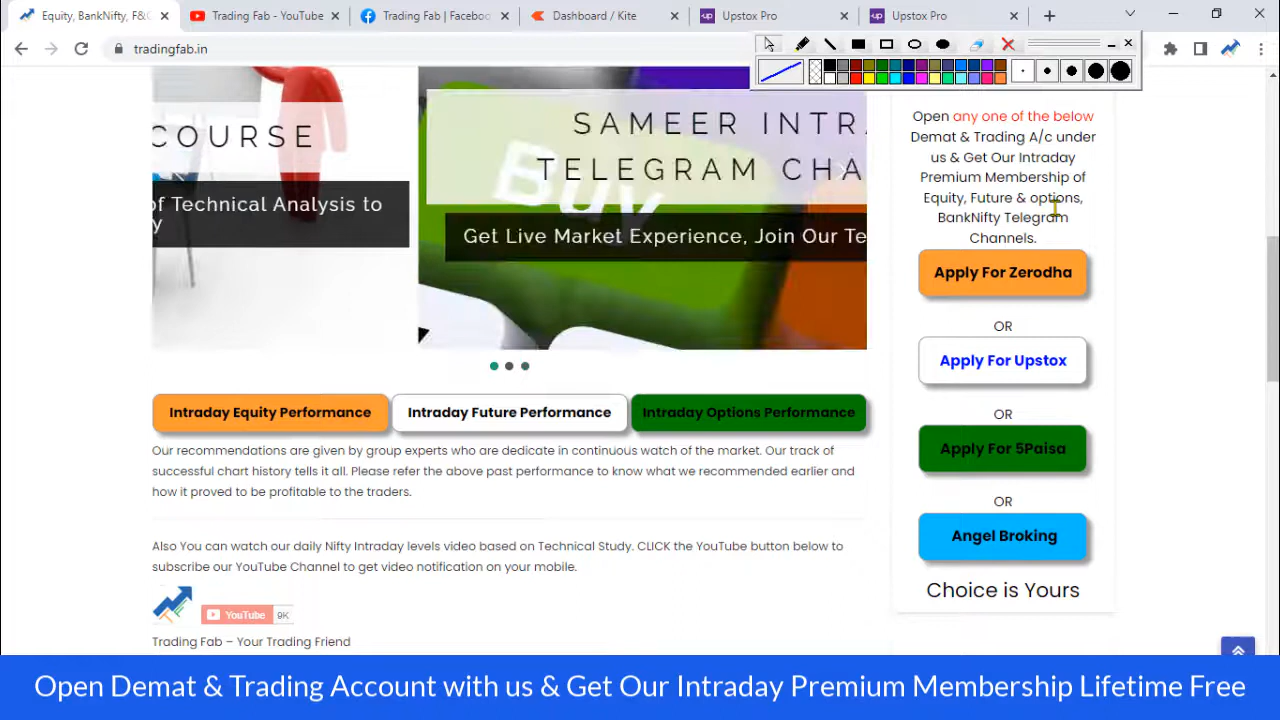 Equity, BankNifty, F&O
Trading Fab - YouTube
Trading Fab | Faceboo
Dashboard / Kite
Upstox Pro
Upstox Pro
tradingfab.in
COURSE
of Technical Analysis to
y
SAMEER INTRA
TELEGRAM CHA
Buy
Get Live Market Experience, Join Our Te
Open any one of the below
Demat & Trading A/c under
us & Get Our Intraday
Premium Membership of
Equity, Future & options,
BankNifty Telegram
Channels.
Apply For Zerodha
OR
Apply For Upstox
OR
Apply For 5Paisa
OR
Angel Broking
Choice is Yours
Intraday Equity Performance
Intraday Future Performance
Intraday Options Performance
Our recommendations are given by group experts who are dedicate in continuous watch of the market. Our track of
successful chart history tells it all. Please refer the above past performance to know what we recommended earlier and
how it proved to be profitable to the traders.
Also You can watch our daily Nifty Intraday levels video based on Technical Study. CLICK the YouTube button below to
subscribe our YouTube Channel to get video notification on your mobile.
YouTube 9K
Trading Fab – Your Trading Friend
Open Demat & Trading Account with us & Get Our Intraday Premium Membership Lifetime Free